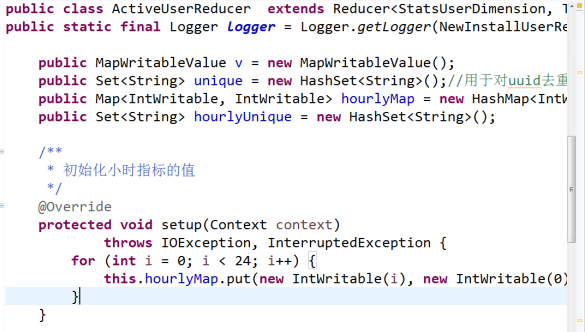 public class ActiveUserReducer  extends Reducer<StatsUserDimension, T
public static final Logger logger = Logger.getLogger(NewInstallUserRe
public MapWritableValue v = new MapWritableValue();
public Set<String> unique = new HashSet<String>();//用于对uuid去重
public Map<IntWritable, IntWritable> hourlyMap = new HashMap<IntW
public Set<String> hourlyUnique = new HashSet<String>();
/**
* 初始化小时指标的值
*/
@Override
protected void setup(Context context)
throws IOException, InterruptedException {
for (int i = 0; i < 24; i++) {
this.hourlyMap.put(new IntWritable(i), new IntWritable(0)
}
}